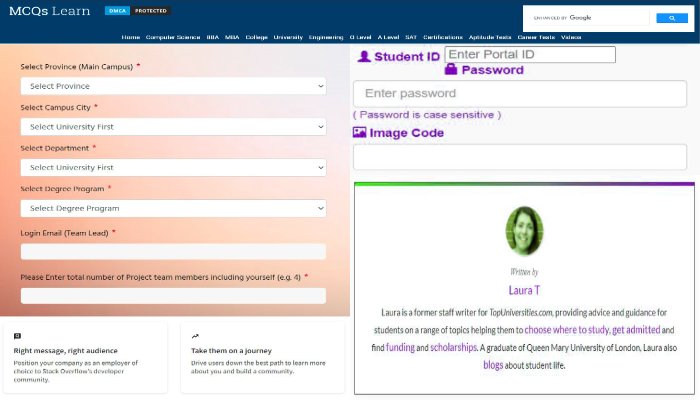 MCQs Learn
DMCA PROTECTED
ENHANCED BY Google
Home Computer Science BBA MBA College University Engineering O Level A Level SAT Certifications Aptitude Tests Career Tests Videos
Select Province (Main Campus) *
Select Province
Select Campus City *
Select University First
Select Department *
Select University First
Select Degree Program *
Select Degree Program
Login Email (Team Lead) *
Please Enter total number of Project team members including yourself (e.g. 4) *
Right message, right audience
Position your company as an employer of
choice to Stack Overflow's developer
community.
Take them on a journey
Drive users down the best path to learn more
about you and build a community.
Student ID Enter Portal ID
Password
Enter password
( Password is case sensitive )
Image Code
Written by
Laura T
Laura is a former staff writer for TopUniversities.com, providing advice and guidance for
students on a range of topics helping them to choose where to study, get admitted and
find funding and scholarships. A graduate of Queen Mary University of London, Laura also
blogs about student life.